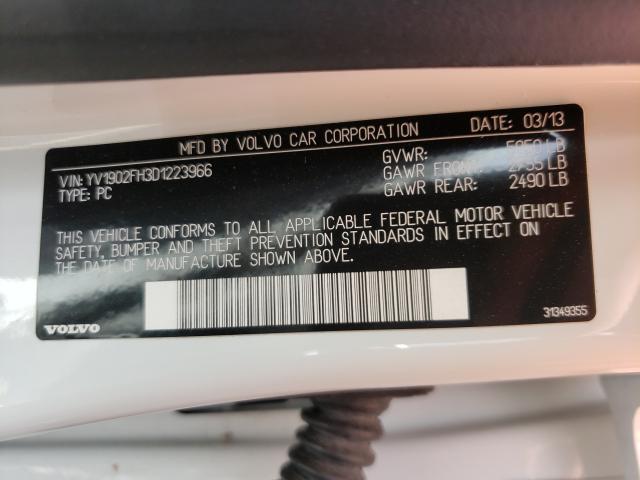 MFD BY VOLVO CAR CORPORATION DATE: 03/13
VIN: YV1902FH3D1223966 GVWR: LB
TYPE: PC GAWR FRONT: LB
GAWR REAR: 2490 LB
THIS VEHICLE CONFORMS TO ALL APPLICABLE FEDERAL MOTOR VEHICLE
SAFETY, BUMPER AND THEFT PREVENTION STANDARDS IN EFFECT ON
THE DATE OF MANUFACTURE SHOWN ABOVE.
VOLVO 31349355